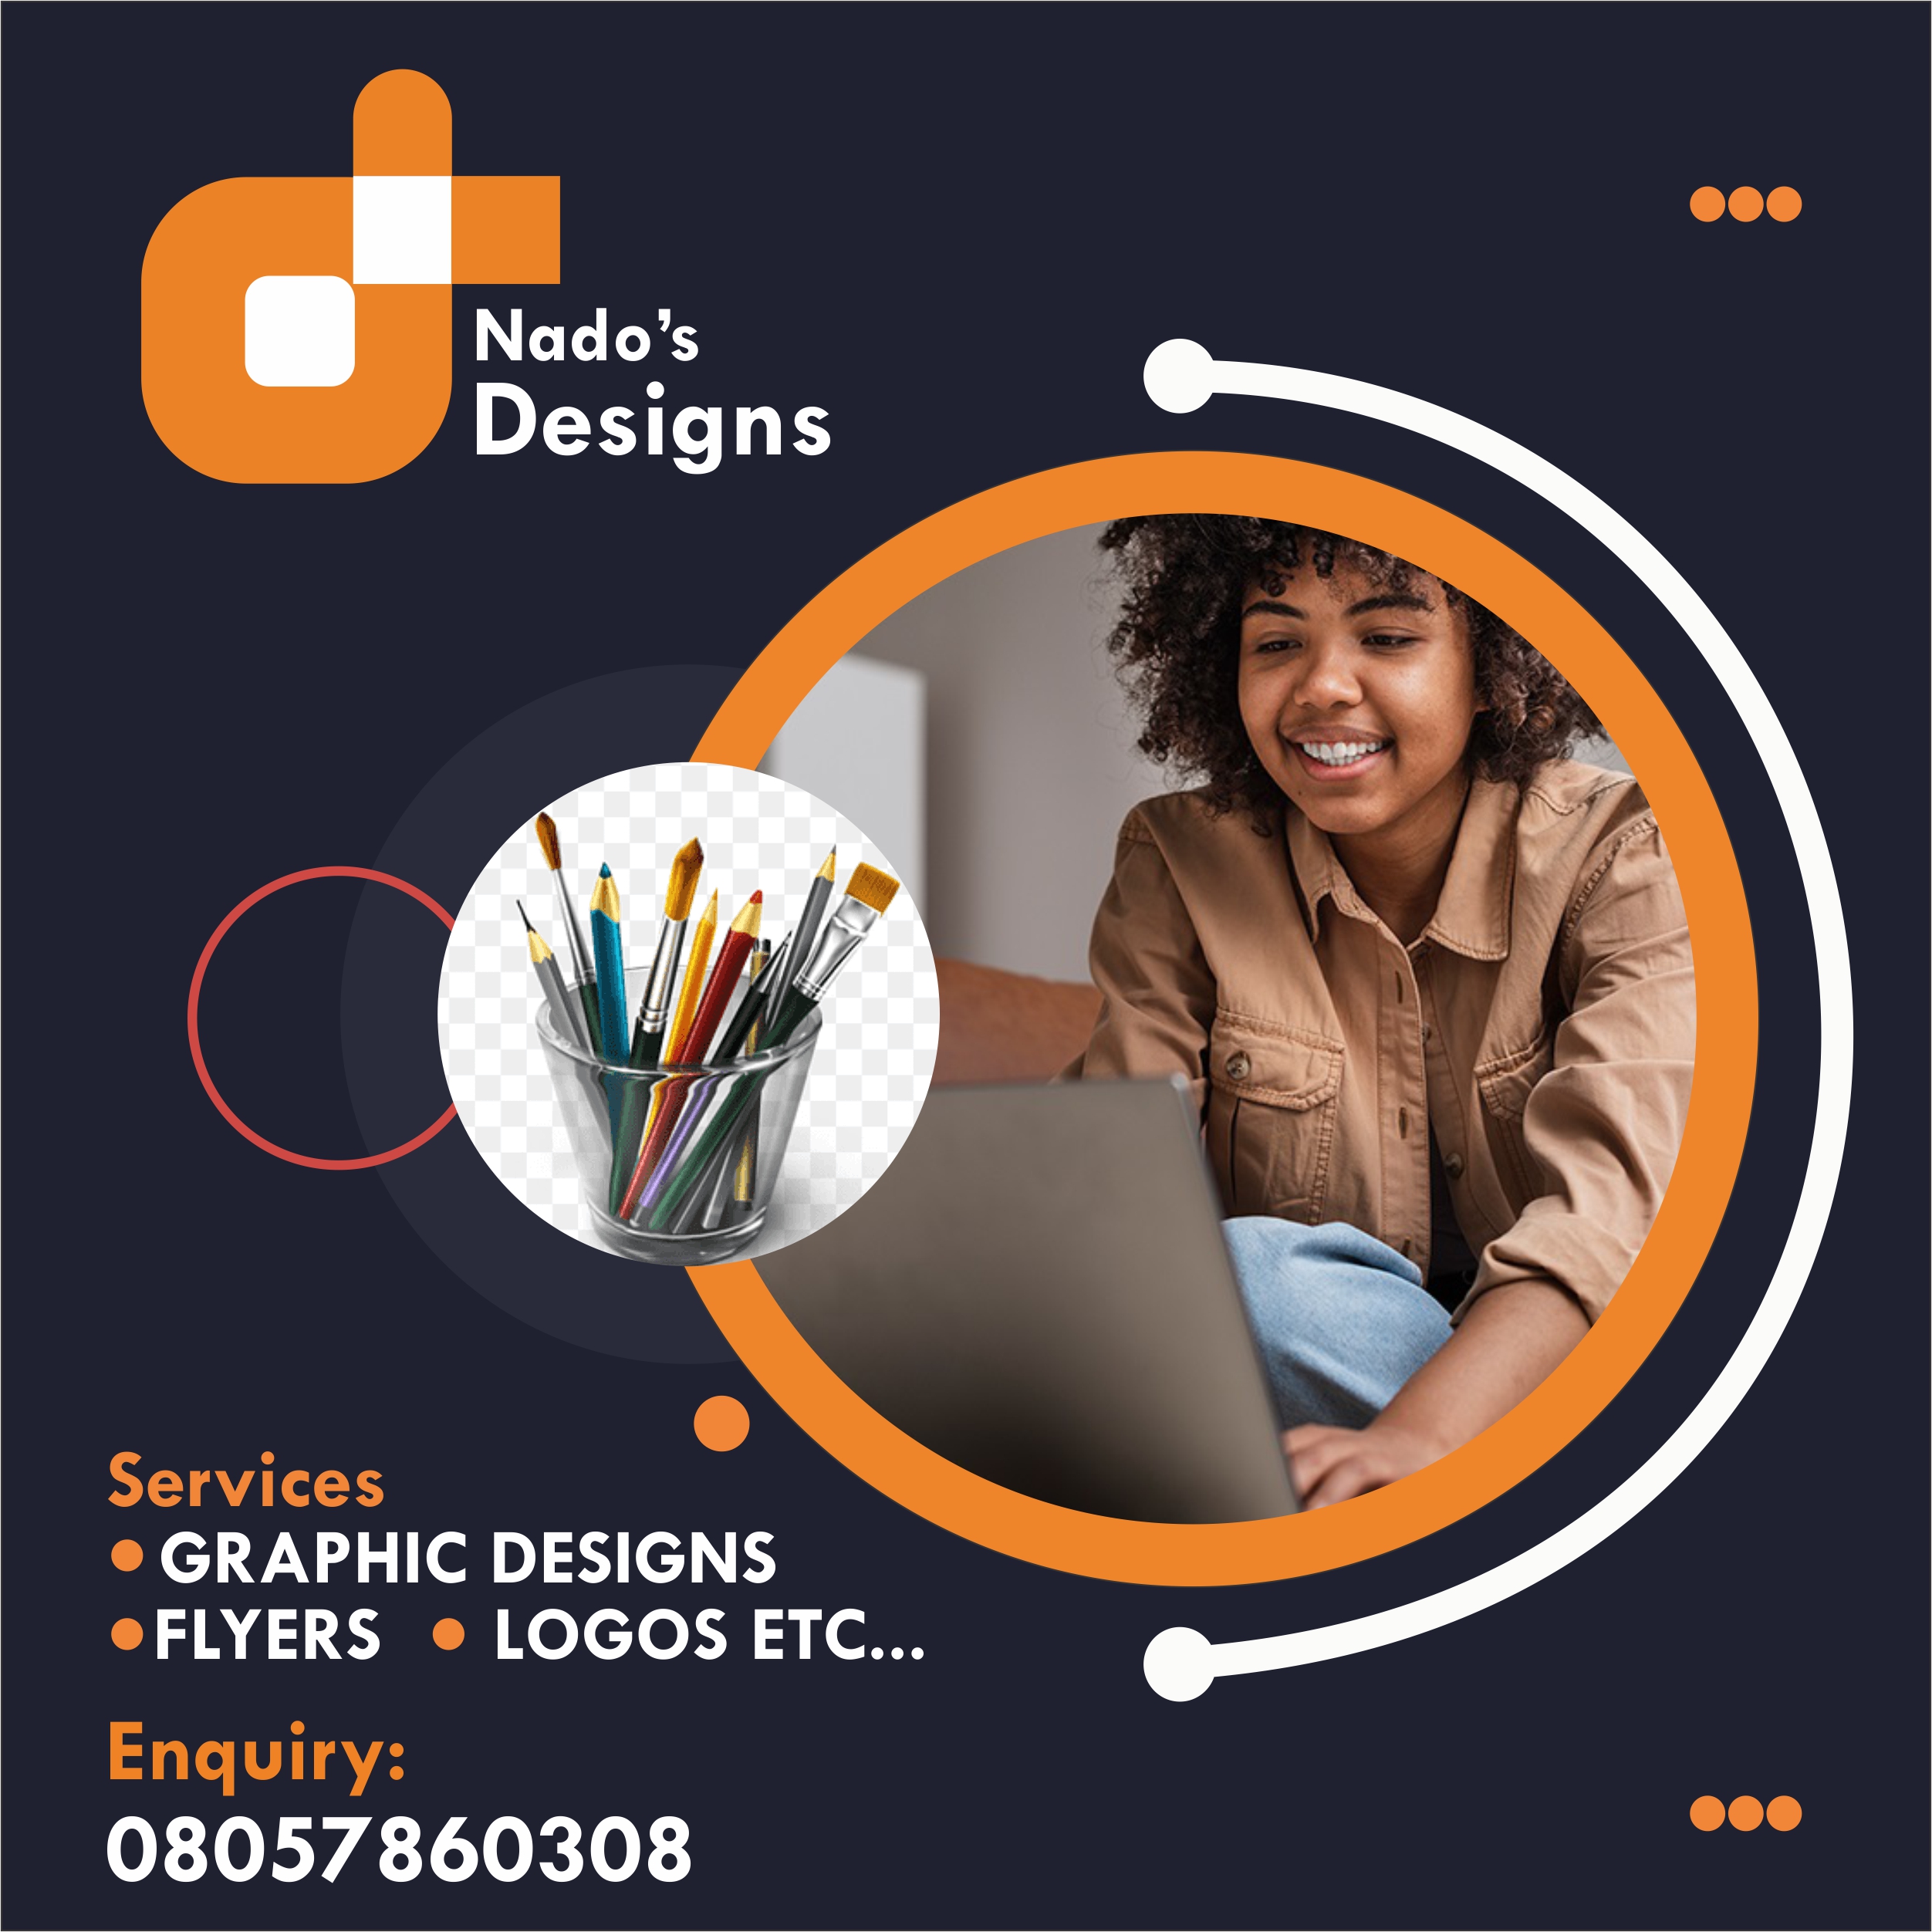 Nado’s
Designs
Services
GRAPHIC DESIGNS
FLYERS LOGOS ETC...
Enquiry:
08057860308